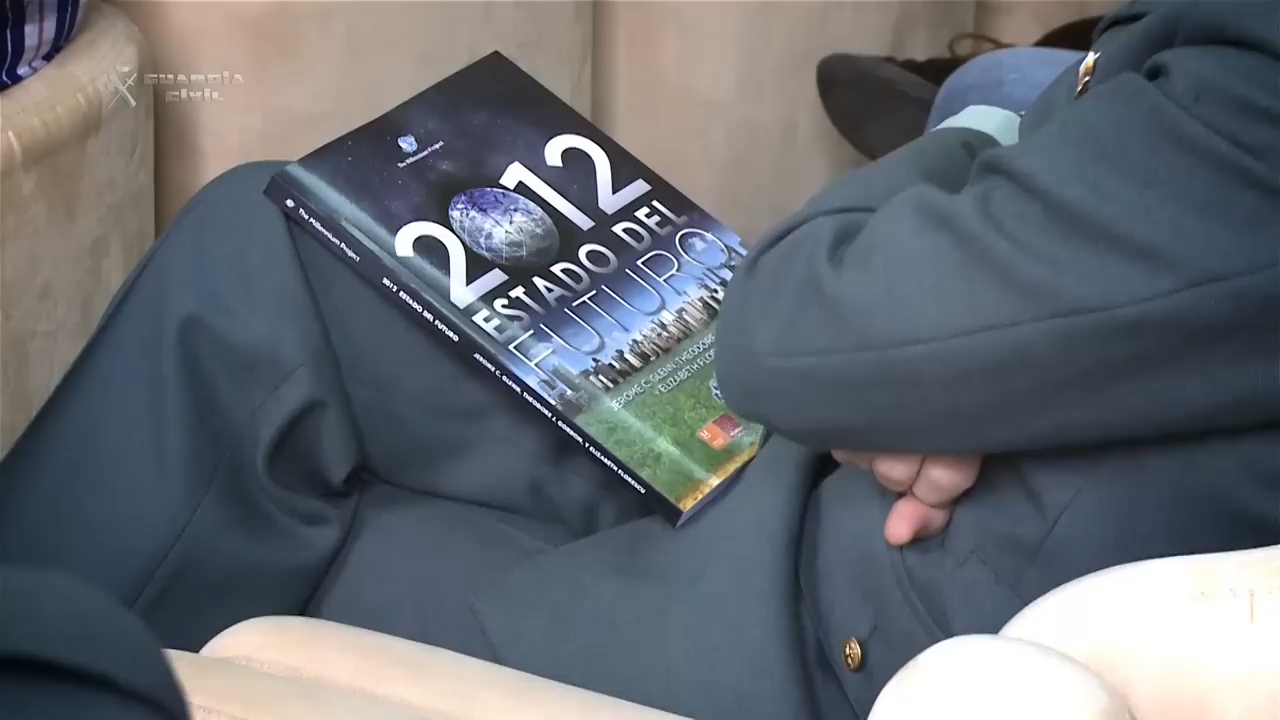 GUARDIA
CIVIL
The Millennium Project
2012
ESTADO DEL
FUTURO
JEROME C. GLENN, THEODOR
ELIZABETH FLOR
The Millennium Project
2012 ESTADO DEL FUTURO
JEROME C. GLENN, THEODORE J. GORDON, Y ELIZABETH FLORESCU